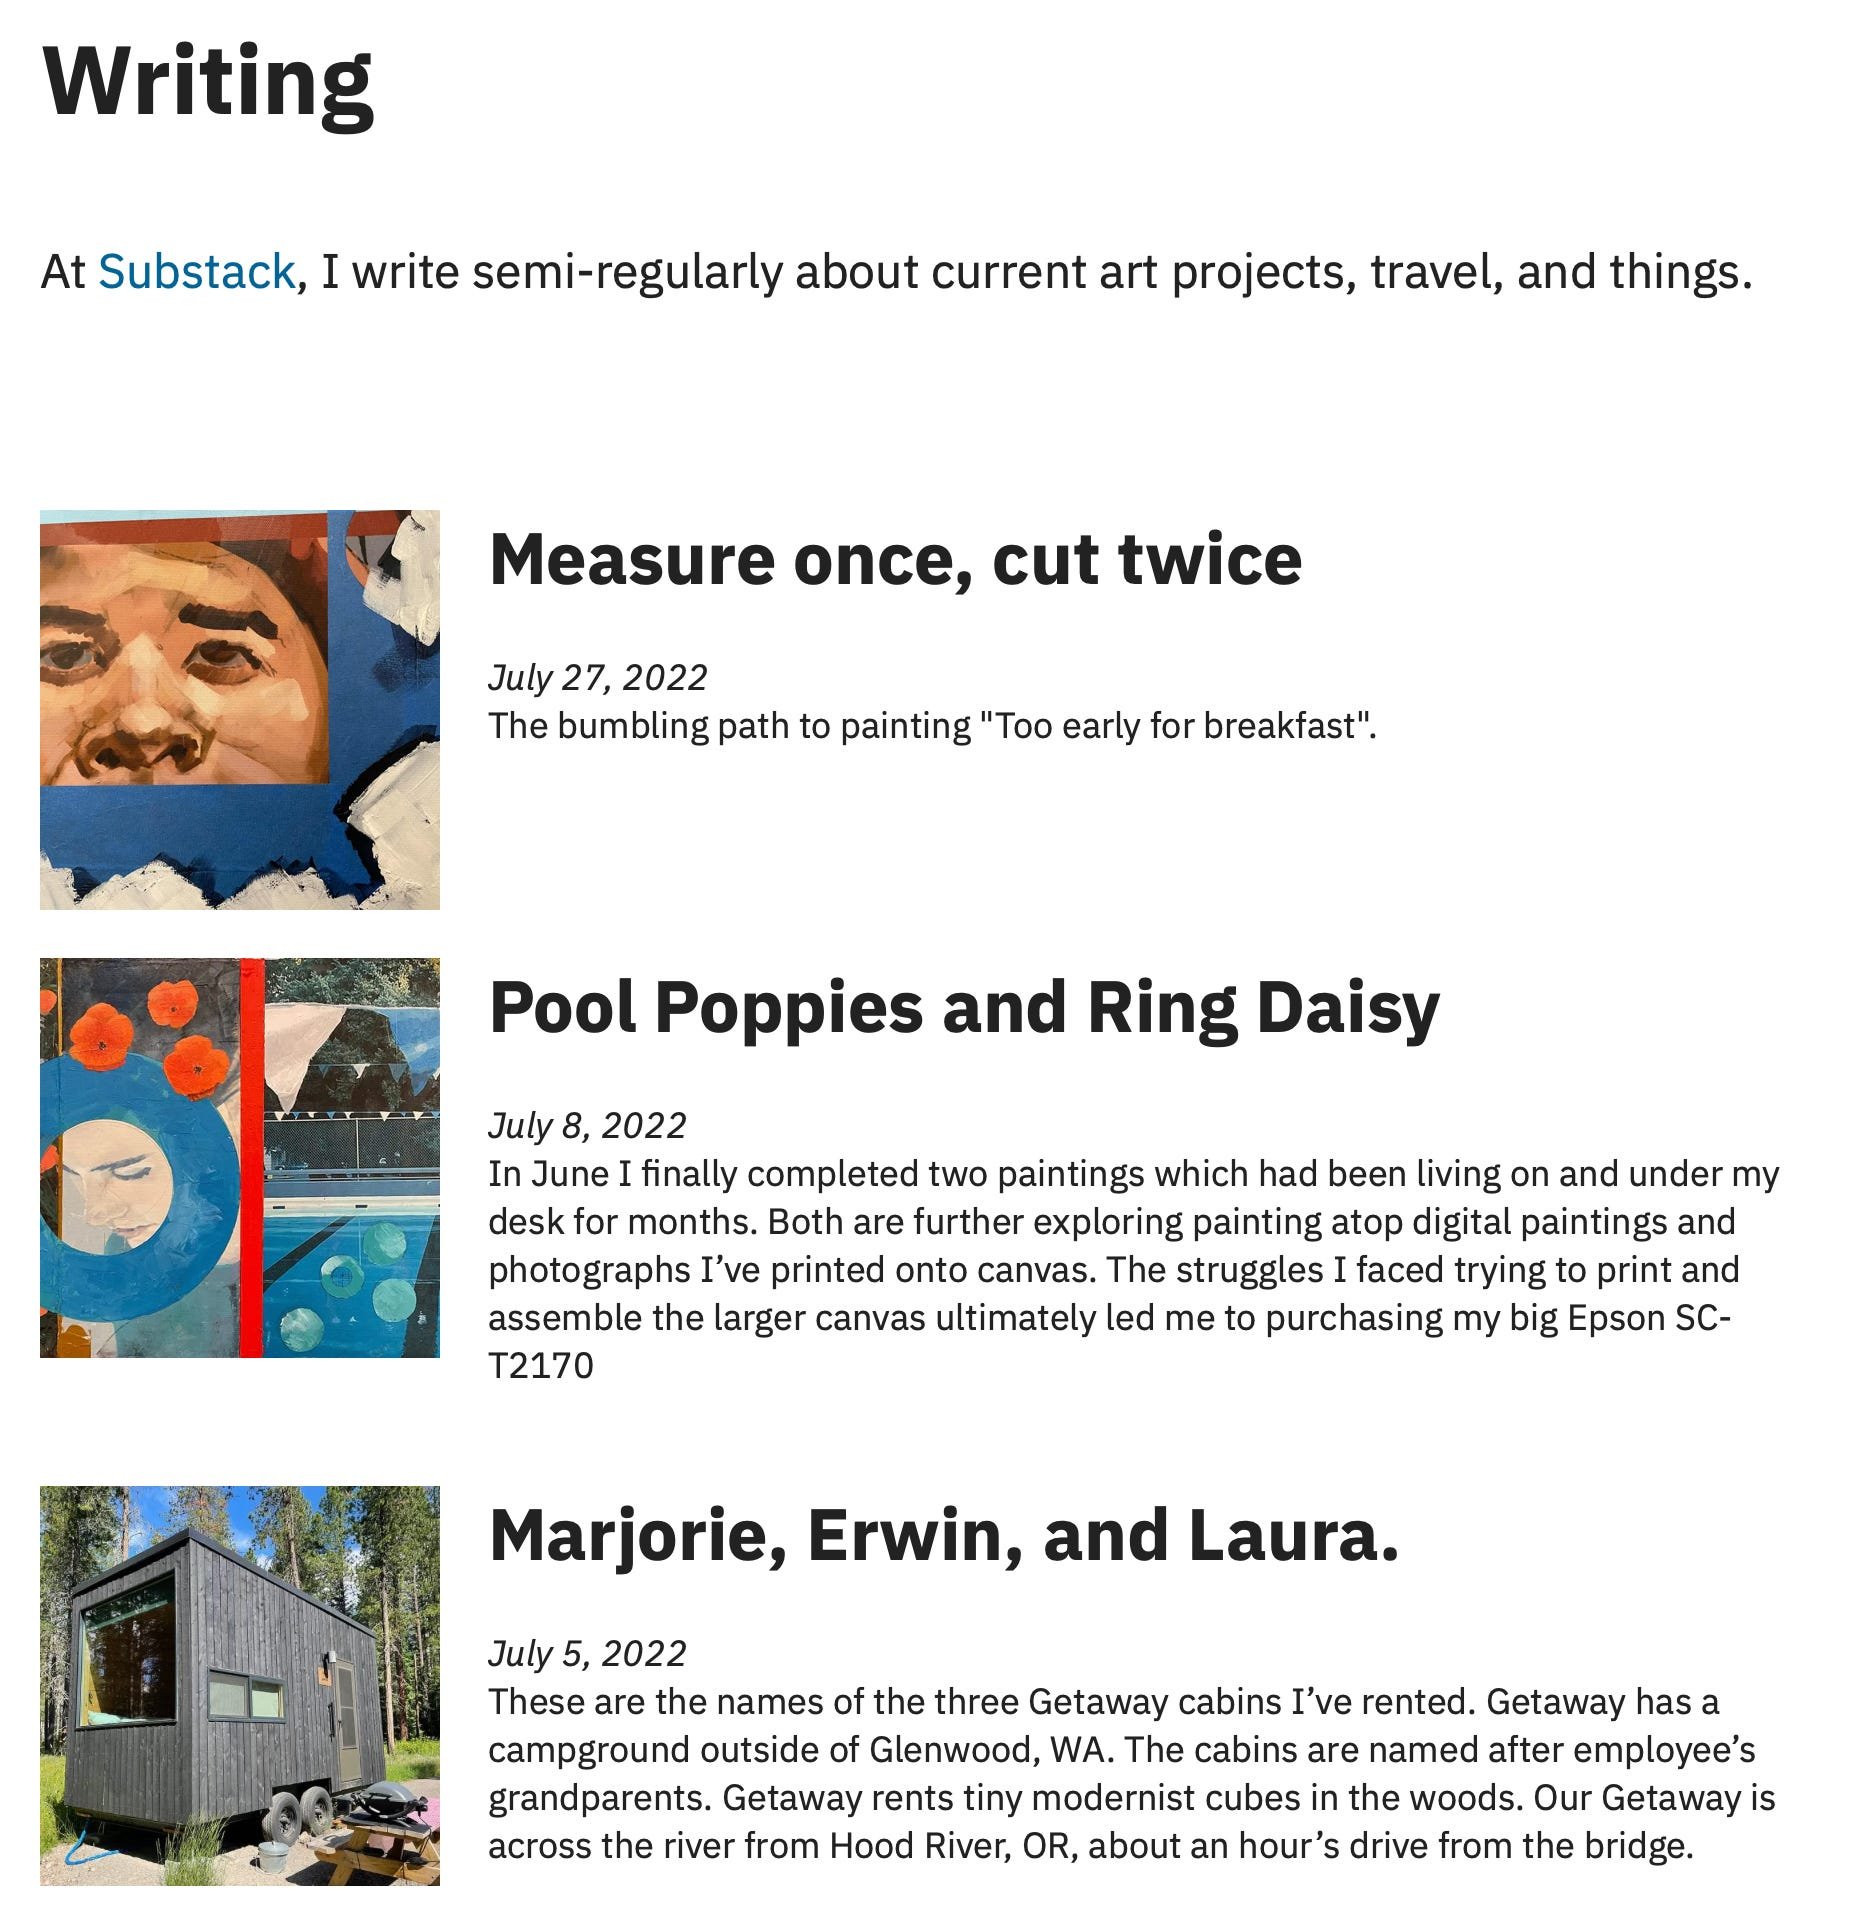 Writing
At Substack, I write semi-regularly about current art projects, travel, and things.
Measure once, cut twice
July 27, 2022
The bumbling path to painting "Too early for breakfast".
Pool Poppies and Ring Daisy
July 8, 2022
In June I finally completed two paintings which had been living on and under my
desk for months. Both are further exploring painting atop digital paintings and
photographs I’ve printed onto canvas. The struggles I faced trying to print and
assemble the larger canvas ultimately led me to purchasing my big Epson SC-
T2170
Marjorie, Erwin, and Laura.
July 5, 2022
These are the names of the three Getaway cabins I’ve rented. Getaway has a
campground outside of Glenwood, WA. The cabins are named after employee’s
grandparents. Getaway rents tiny modernist cubes in the woods. Our Getaway is
across the river from Hood River, OR, about an hour’s drive from the bridge.